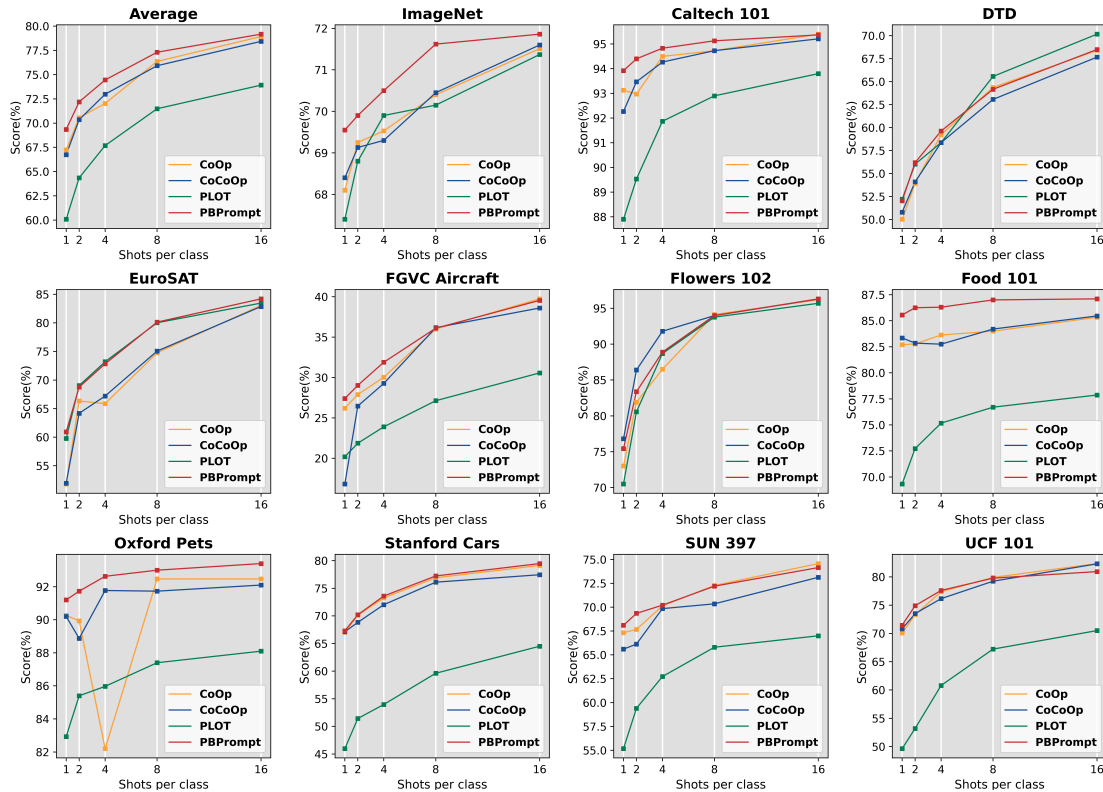 Average
Score(%)
80.0
77.5
75.0
72.5
70.0
67.5
65.0
62.5
60.0
CoOp
CoCoOp
PLOT
PBPrompt
1 2 4 8 16
Shots per class
ImageNet
Score(%)
72
71
70
69
68
CoOp
CoCoOp
PLOT
PBPrompt
1 2 4 8 16
Shots per class
Caltech 101
Score(%)
95
94
93
92
91
90
89
88
CoOp
CoCoOp
PLOT
PBPrompt
1 2 4 8 16
Shots per class
DTD
Score(%)
70.0
67.5
65.0
62.5
60.0
57.5
55.0
52.5
50.0
CoOp
CoCoOp
PLOT
PBPrompt
1 2 4 8 16
Shots per class
EuroSAT
Score(%)
85
80
75
70
65
60
55
CoOp
CoCoOp
PLOT
PBPrompt
1 2 4 8 16
Shots per class
FGVC Aircraft
Score(%)
40
35
30
25
20
CoOp
CoCoOp
PLOT
PBPrompt
1 2 4 8 16
Shots per class
Flowers 102
Score(%)
95
90
85
80
75
70
CoOp
CoCoOp
PLOT
PBPrompt
1 2 4 8 16
Shots per class
Food 101
Score(%)
87.5
85.0
82.5
80.0
77.5
75.0
72.5
70.0
CoOp
CoCoOp
PLOT
PBPrompt
1 2 4 8 16
Shots per class
Oxford Pets
Score(%)
92
90
88
86
84
82
CoOp
CoCoOp
PLOT
PBPrompt
1 2 4 8 16
Shots per class
Stanford Cars
Score(%)
80
75
70
65
60
55
50
45
CoOp
CoCoOp
PLOT
PBPrompt
1 2 4 8 16
Shots per class
SUN 397
Score(%)
75.0
72.5
70.0
67.5
65.0
62.5
60.0
57.5
55.0
CoOp
CoCoOp
PLOT
PBPrompt
1 2 4 8 16
Shots per class
UCF 101
Score(%)
80
75
70
65
60
55
50
CoOp
CoCoOp
PLOT
PBPrompt
1 2 4 8 16
Shots per class